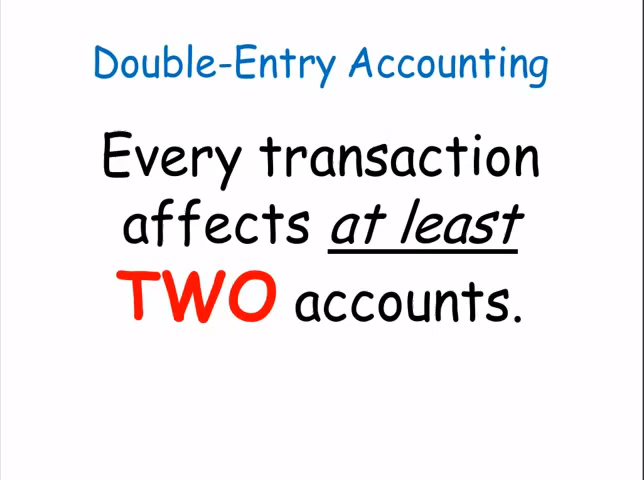 Double-Entry Accounting
Every transaction
affects at least
TWO accounts.